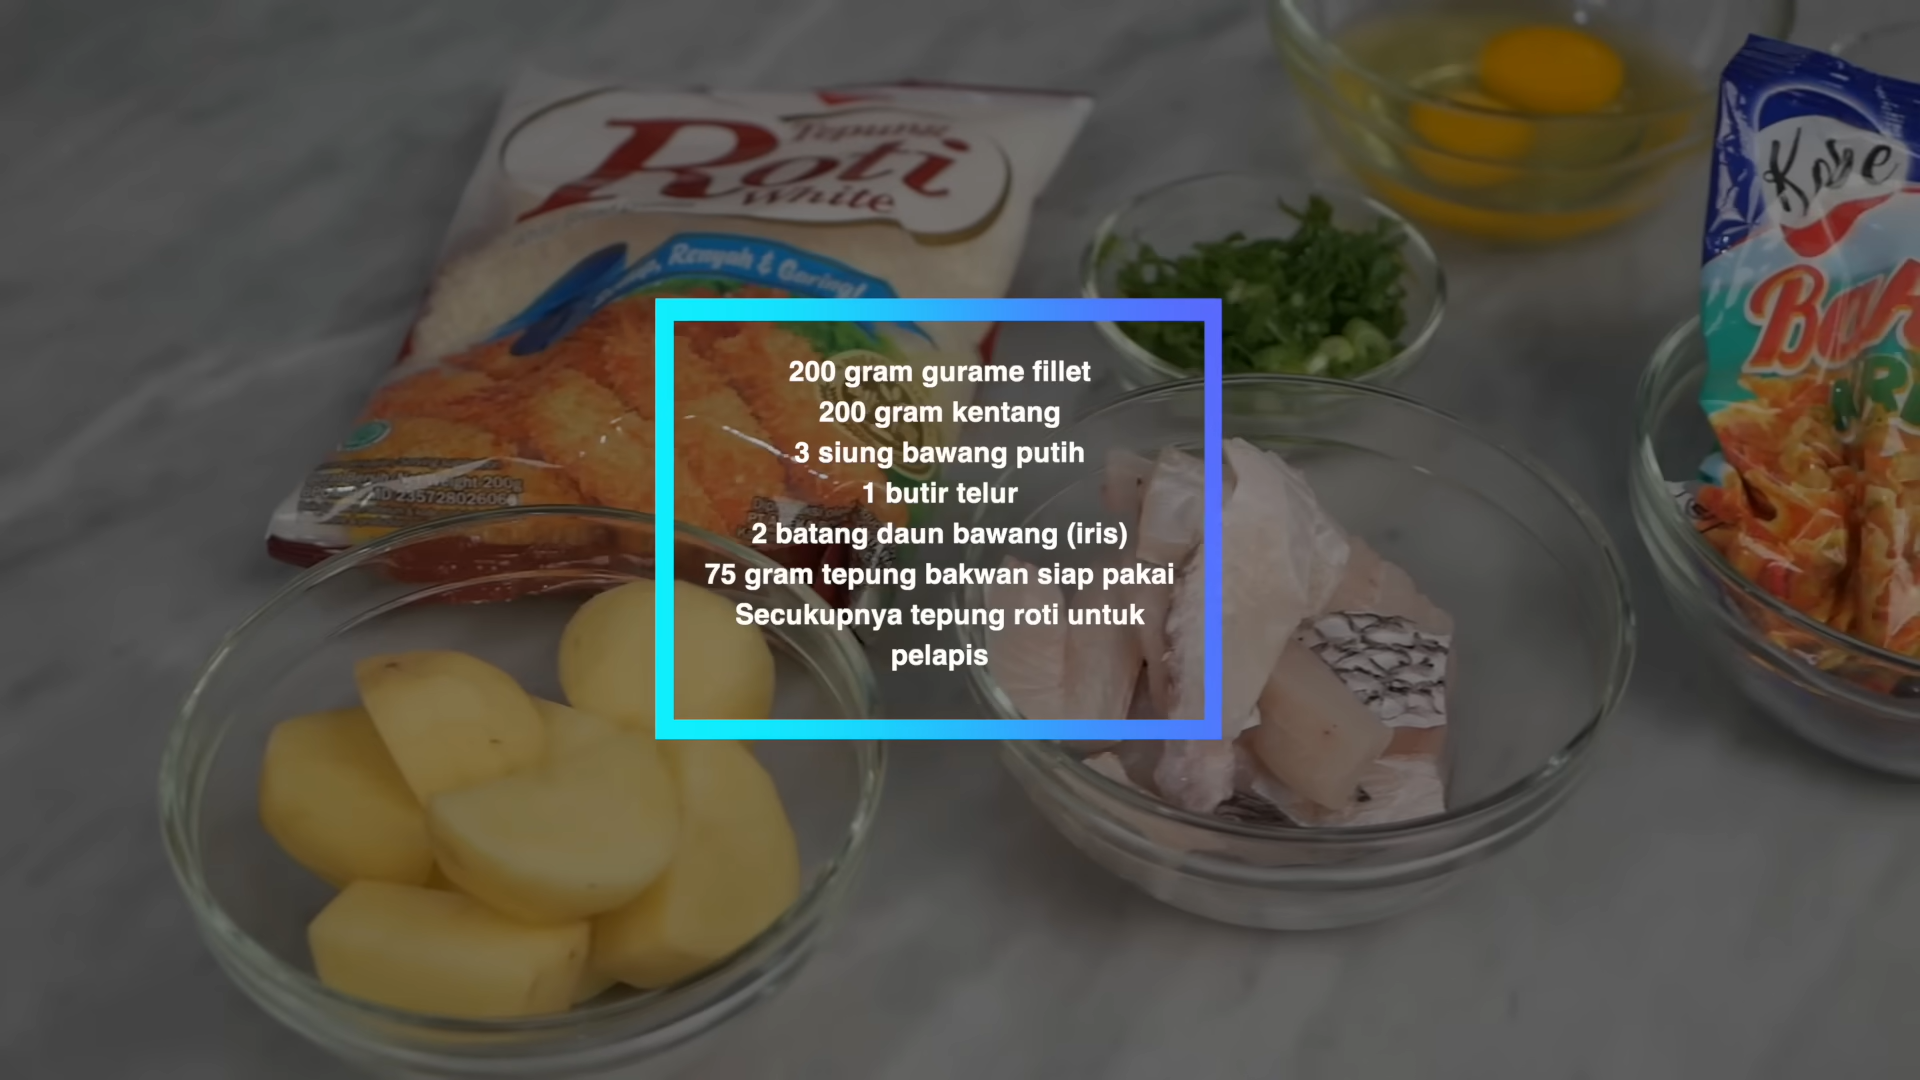 Tepung
Roti
White
Renyah & Garing!
Kobe
200 gram gurame fillet
200 gram kentang
3 siung bawang putih
1 butir telur
2 batang daun bawang (iris)
75 gram tepung bakwan siap pakai
Secukupnya tepung roti untuk
pelapis